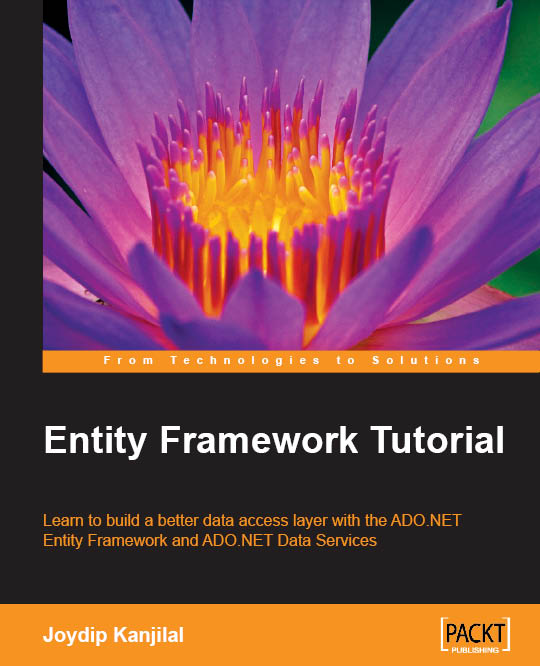 From Technologies to Solutions
Entity Framework Tutorial
Learn to build a better data access layer with the ADO.NET
Entity Framework and ADO.NET Data Services
Joydip Kanjilal
[PACKT]
PUBLISHING